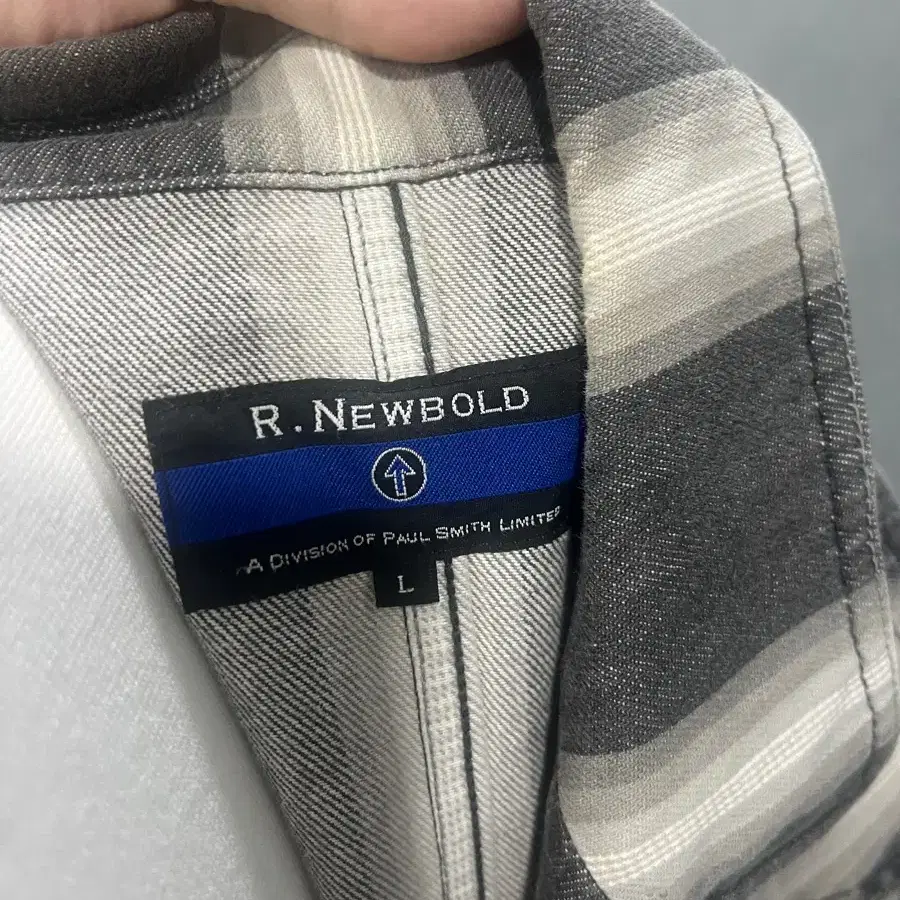 R. NEWBOLD
A DIVISION OF PAUL SMITH LIMITED
L